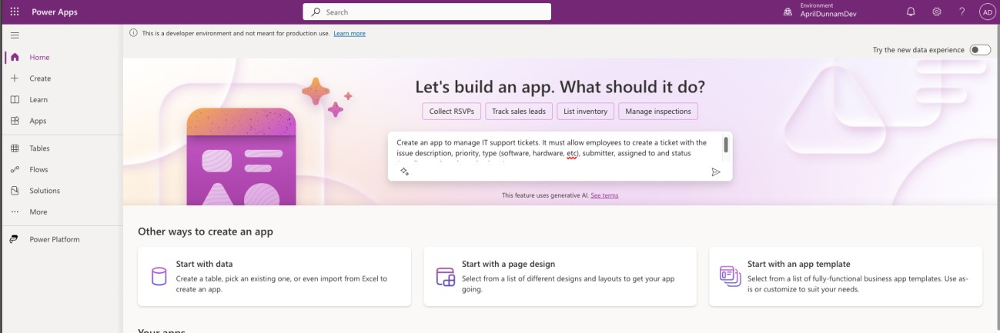 Power Apps
Search
Environment
AprilDunnamDev
AD
This is a developer environment and not meant for production use. Learn more
Try the new data experience
Home
Create
Learn
Apps
Tables
Flows
Solutions
More
Power Platform
Let's build an app. What should it do?
Collect RSVPs
Track sales leads
List inventory
Manage inspections
Create an app to manage IT support tickets. It must allow employees to create a ticket with the
issue description, priority, type (software, hardware, etc), submitter, assigned to and status
This feature uses generative AI. See terms
Other ways to create an app
Start with data
Create a table, pick an existing one, or even import from Excel to
create an app.
Start with a page design
Select from a list of different designs and layouts to get your app
going.
Start with an app template
Select from a list of fully-functional business app templates. Use as-
is or customize to suit your needs.
Your apps